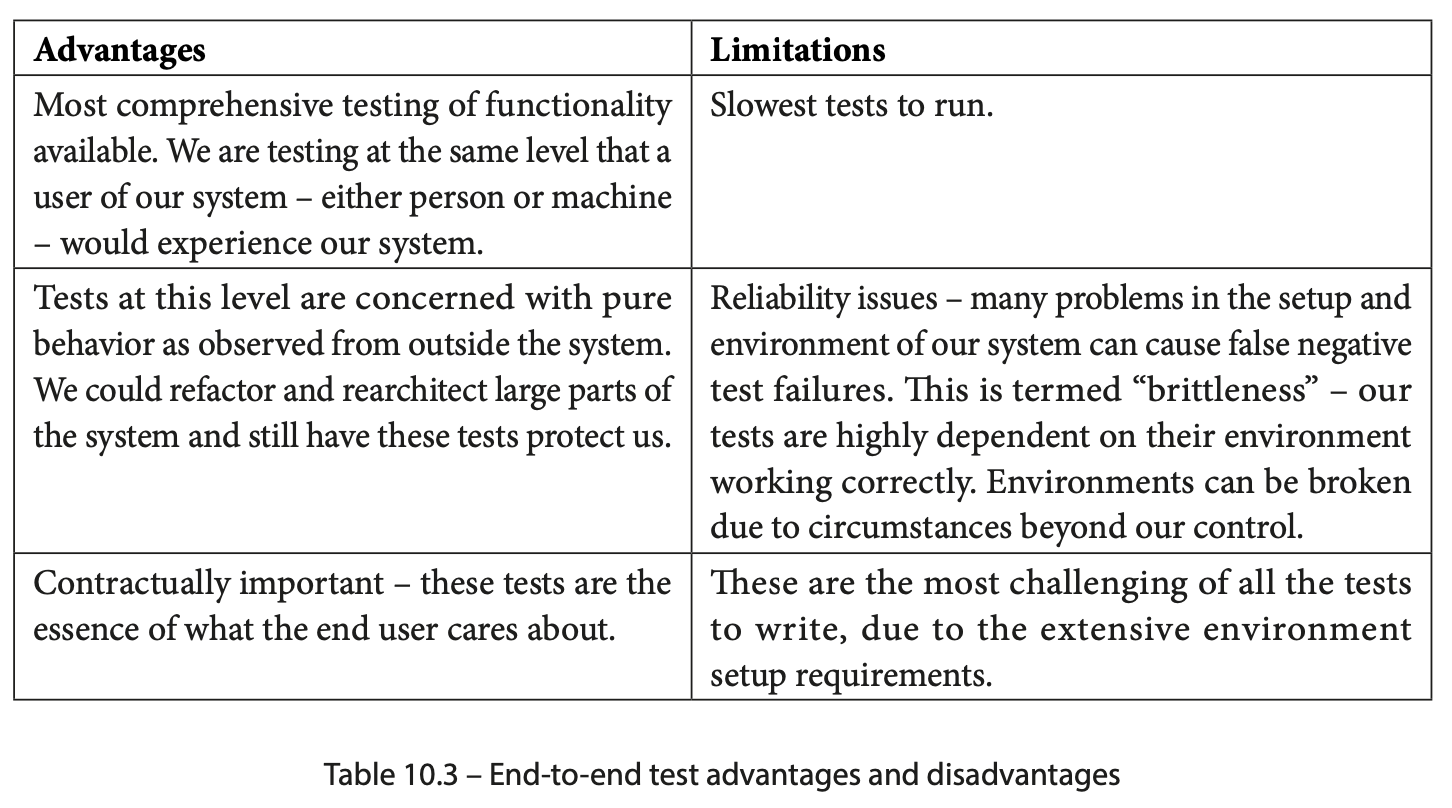 Advantages
Limitations
Most comprehensive testing of functionality
available. We are testing at the same level that a
user of our system – either person or machine
– would experience our system.
Slowest tests to run.
Tests at this level are concerned with pure
behavior as observed from outside the system.
We could refactor and rearchitect large parts of
the system and still have these tests protect us.
Reliability issues – many problems in the setup and
environment of our system can cause false negative
test failures. This is termed “brittleness” – our
tests are highly dependent on their environment
working correctly. Environments can be broken
due to circumstances beyond our control.
Contractually important – these tests are the
essence of what the end user cares about.
These are the most challenging of all the tests
to write, due to the extensive environment
setup requirements.
Table 10.3 – End-to-end test advantages and disadvantages